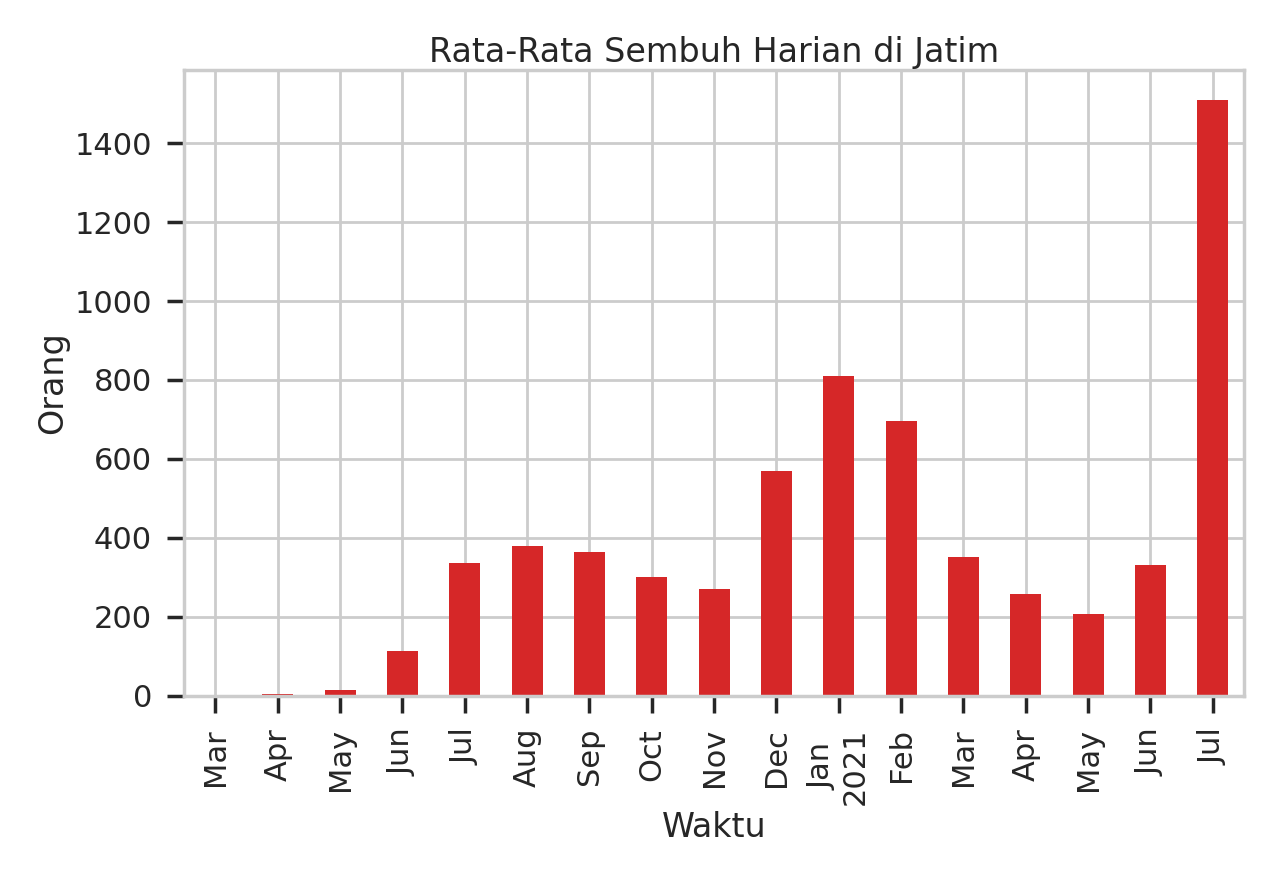 Rata-Rata Sembuh Harian di Jatim
1400
1200
1000
800
600
400
200
0
Orang
Mar
Apr
May
Jun
Jul
Aug
Sep
Oct
Nov
Dec
Jan
2021
Feb
Mar
Apr
May
Jun
Jul
Waktu